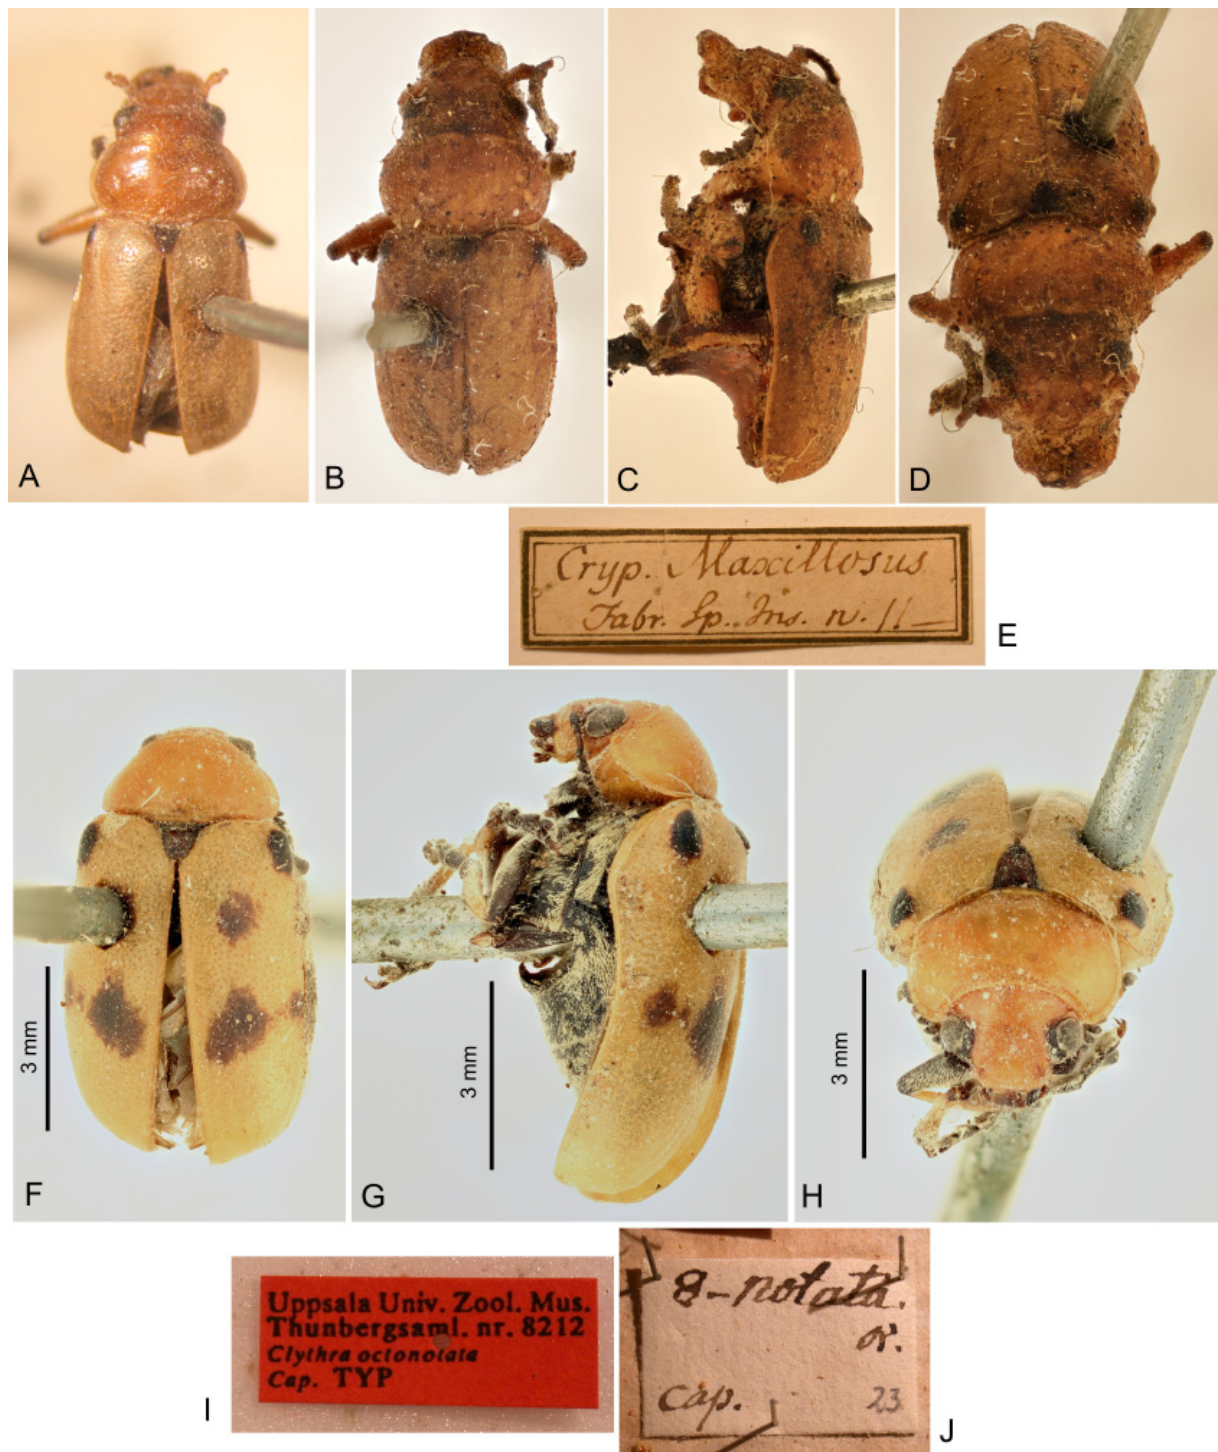 A
B
C
D
Cryp. Maxillosus
Fabr. Sp. Ins. n. 11 —
E
3 mm
F
3 mm
G
3 mm
H
Uppsala Univ. Zool. Mus.
Thunbergsaml. nr. 8212
Clythra octonotata
Cap. TYP
I
8-notata.
α.
cap. 23
J